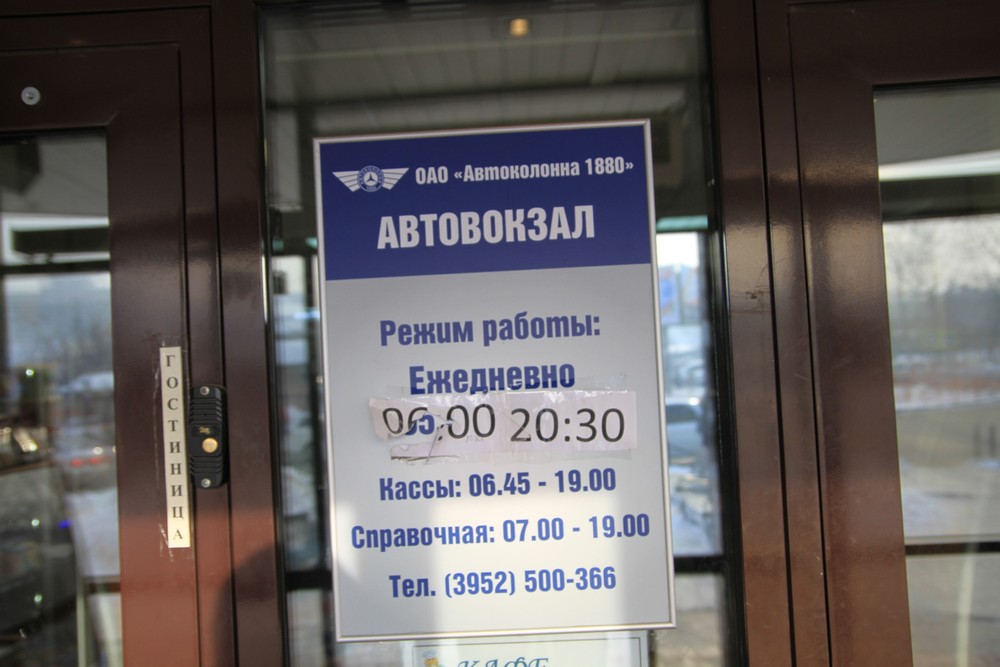 ОАО «Автоколонна 1880»
АВТОВОКЗАЛ
Режим работы:
Ежедневно
06:00 20:30
Кассы: 06.45 - 19.00
Справочная: 07.00 - 19.00
Тел. (3952) 500-366
ГОСТИНИЦА
КАФЕ